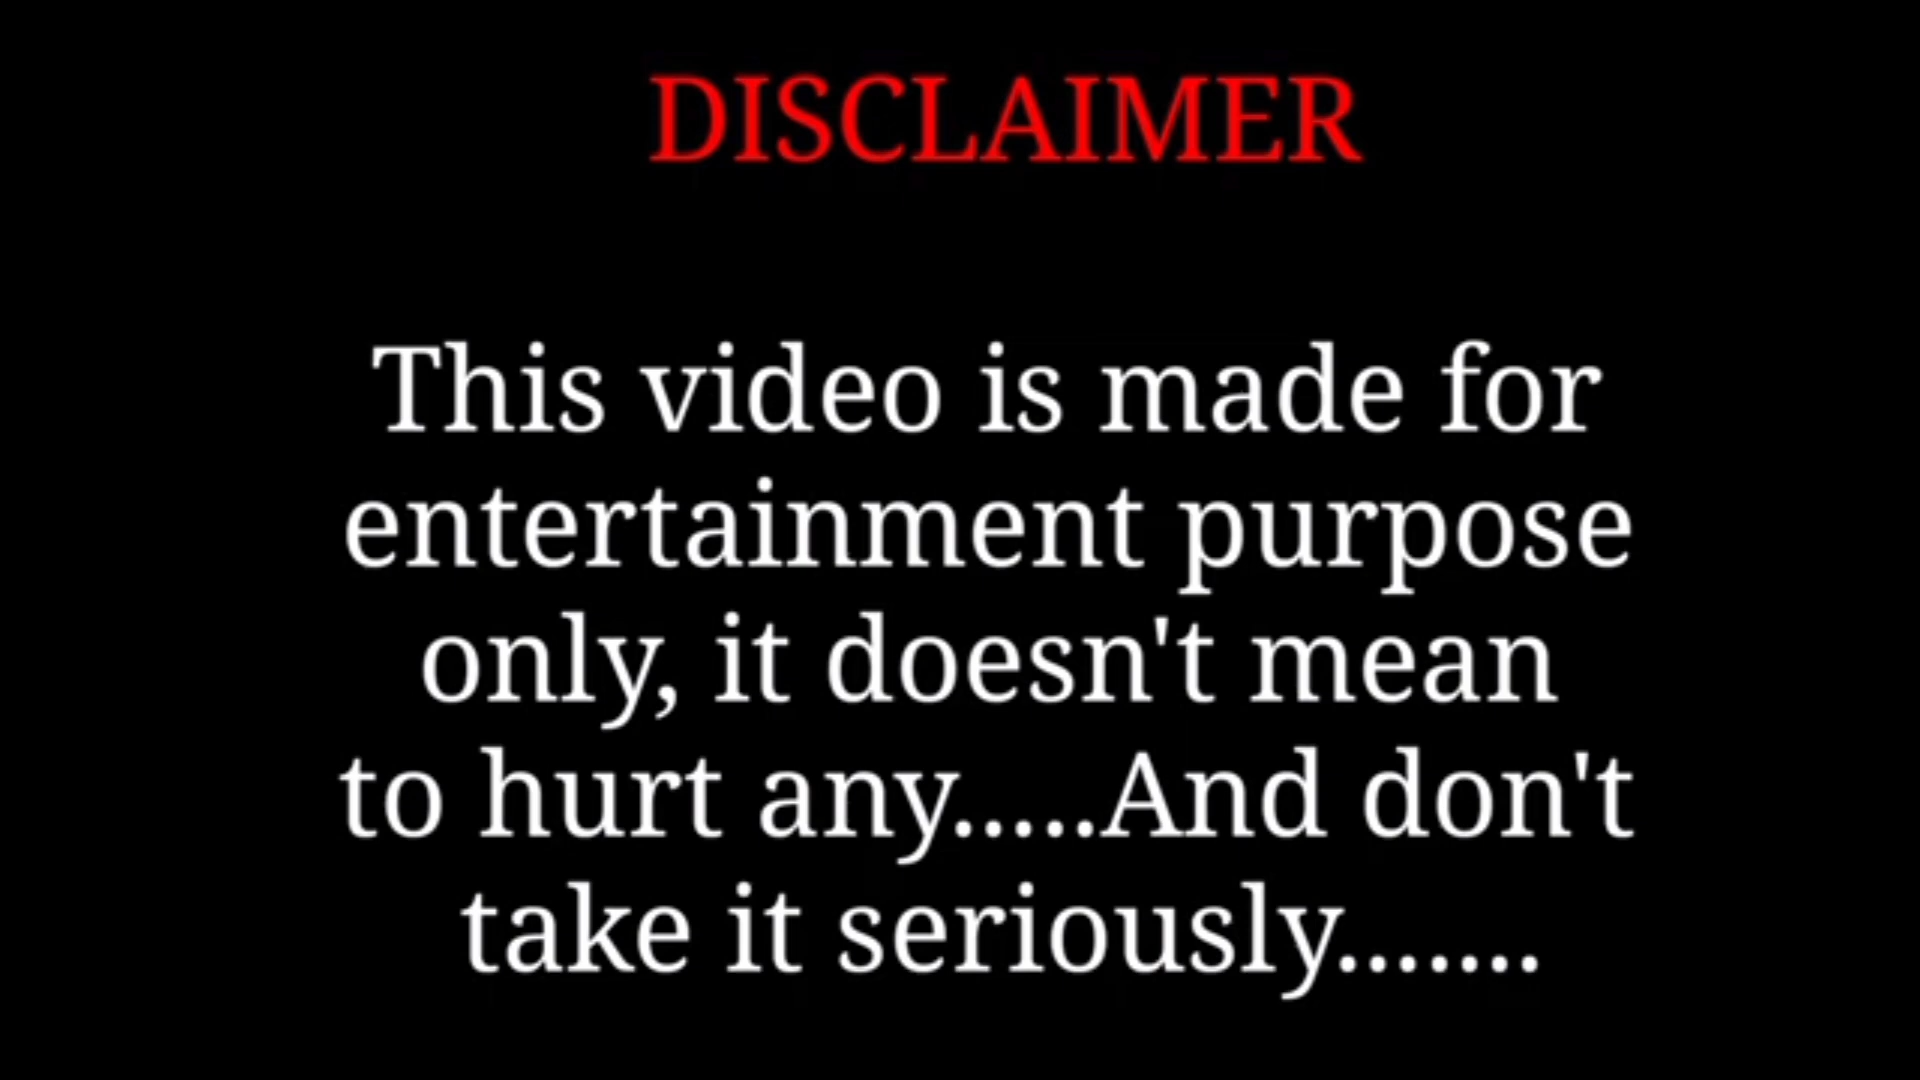 DISCLAIMER
This video is made for
entertainment purpose
only, it doesn't mean
to hurt any.....And don't
take it seriously.......